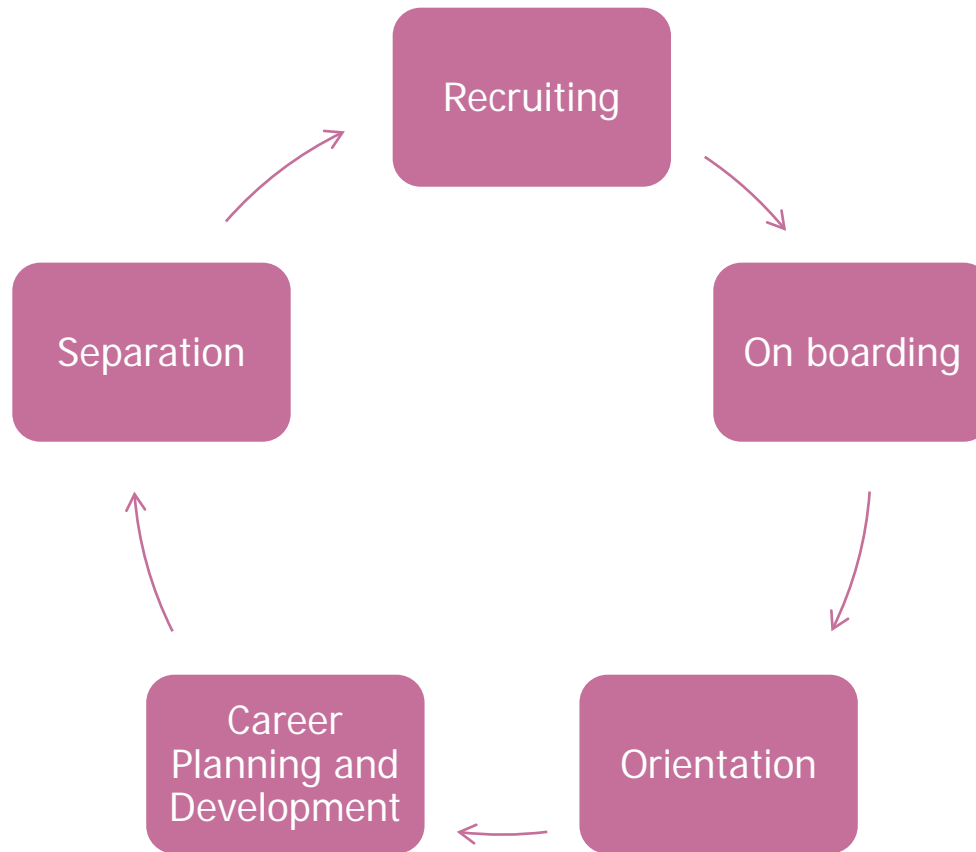 Recruiting
On boarding
Orientation
Career
Planning and
Development
Separation